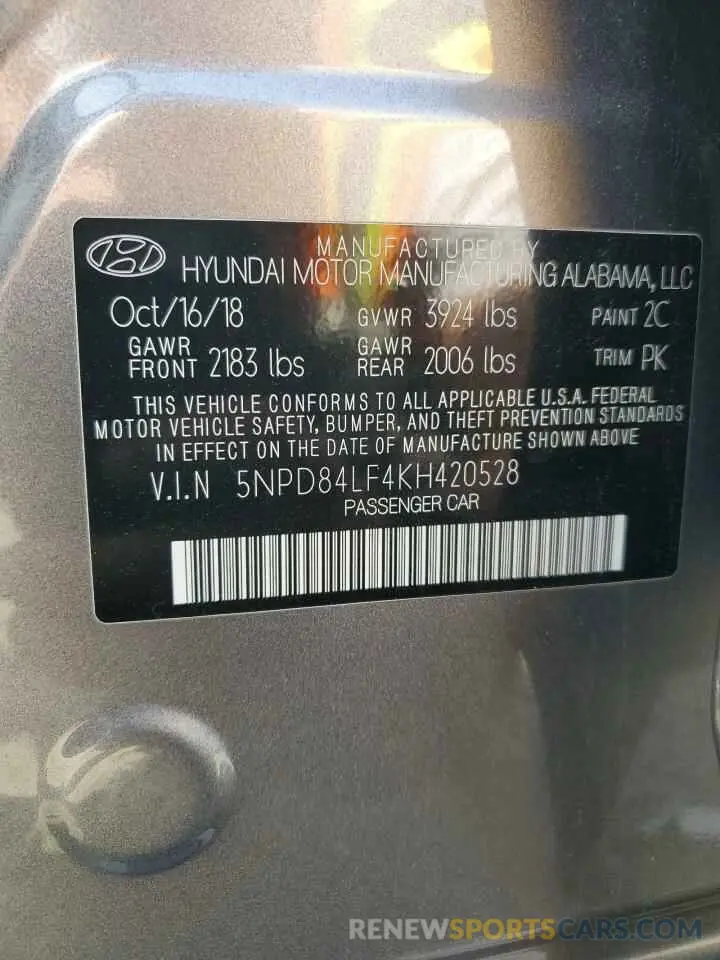 MANUFACTURED BY
HYUNDAI MOTOR MANUFACTURING ALABAMA, LLC
Oct/16/18 GVWR 3924 lbs PAINT 2C
GAWR FRONT 2183 lbs GAWR REAR 2006 lbs TRIM PK
THIS VEHICLE CONFORMS TO ALL APPLICABLE U.S.A. FEDERAL
MOTOR VEHICLE SAFETY, BUMPER, AND THEFT PREVENTION STANDARDS
IN EFFECT ON THE DATE OF MANUFACTURE SHOWN ABOVE
V.I.N 5NPD84LF4KH420528
PASSENGER CAR
RENEWSPORTSCARS.COM